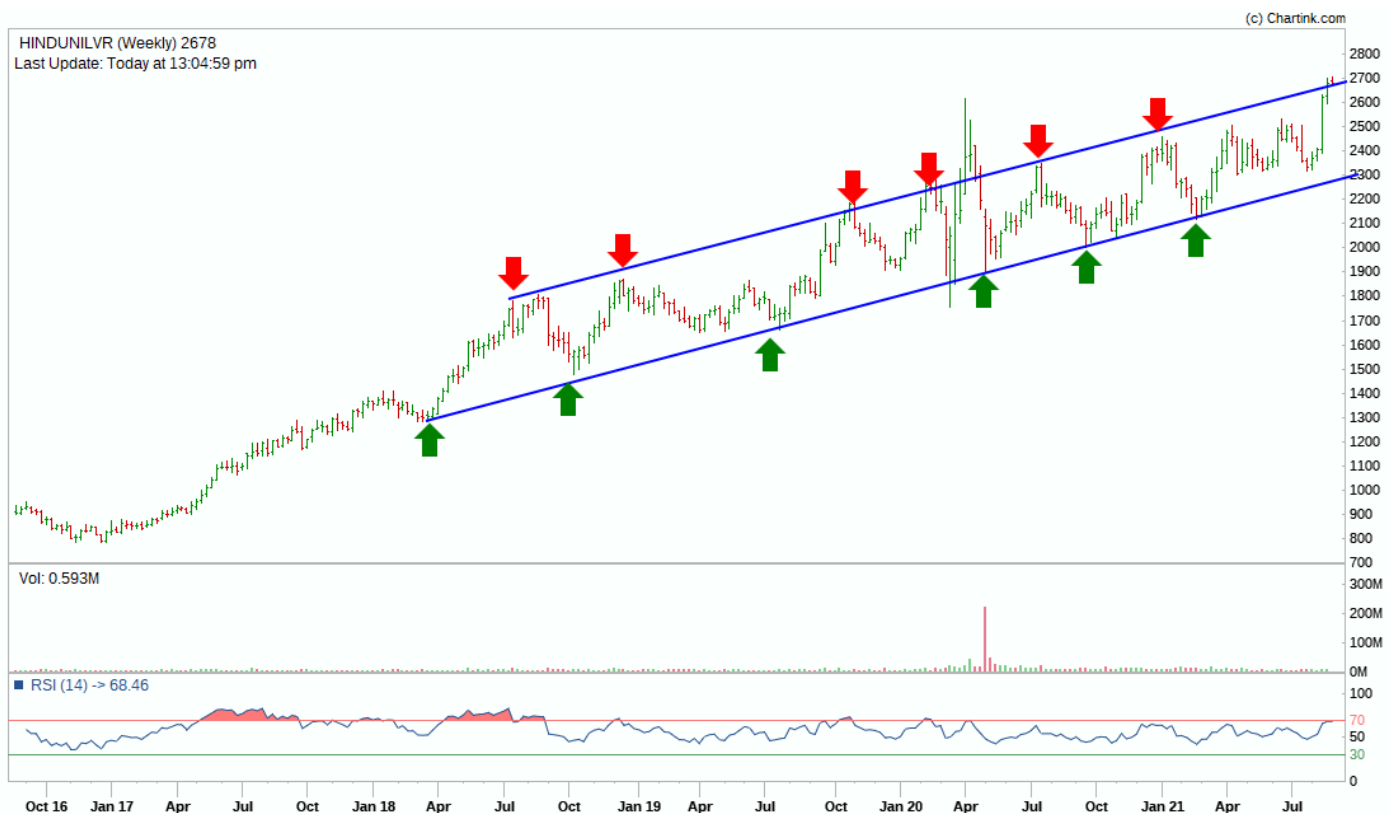 (c) Chartink.com
HINDUNILVR (Weekly) 2678
Last Update: Today at 13:04:59 pm
2800
2700
2600
2500
2400
2300
2200
2100
2000
1900
1800
1700
1600
1500
1400
1300
1200
1100
1000
900
800
700
Vol: 0.593M
300M
200M
100M
0M
RSI (14) -> 68.46
100
70
50
30
0
Oct 16 Jan 17 Apr Jul Oct Jan 18 Apr Jul Oct Jan 19 Apr Jul Oct Jan 20 Apr Jul Oct Jan 21 Apr Jul